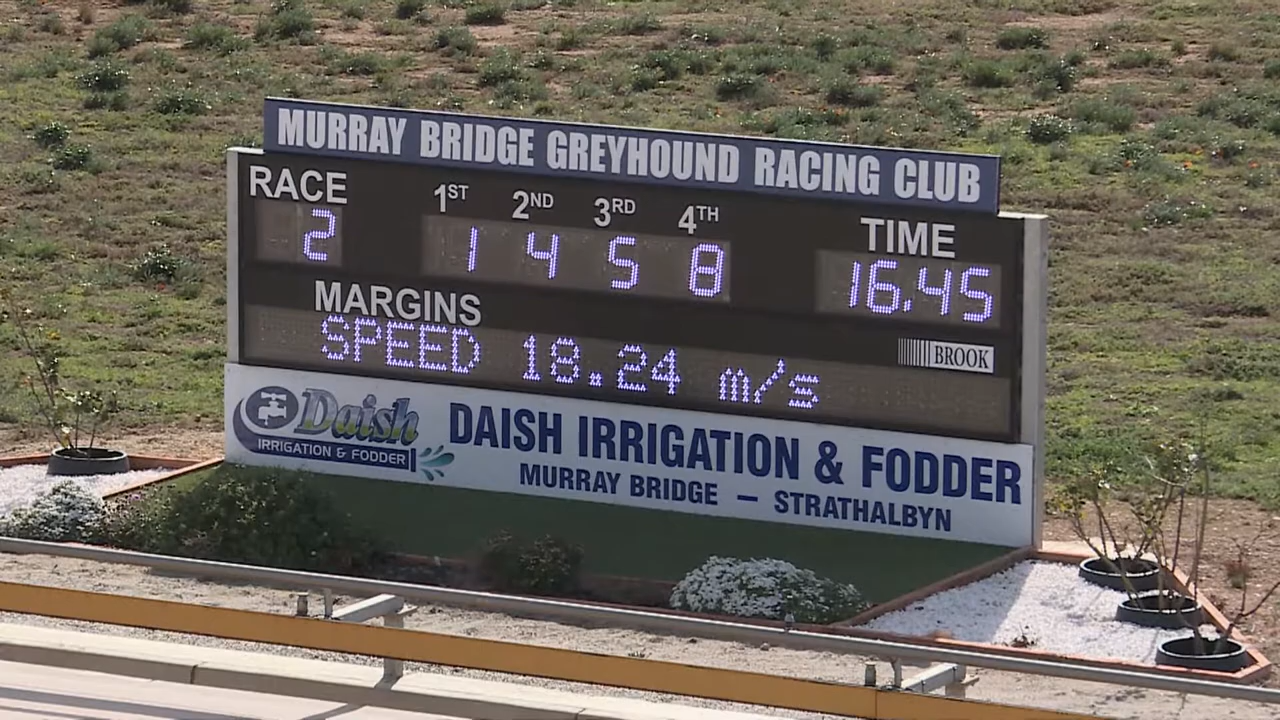 MURRAY BRIDGE GREYHOUND RACING CLUB
RACE 1ST 2ND 3RD 4TH TIME
2 1 4 5 8 16.45
MARGINS
SPEED 18.24 m/s
BROOK
Daish
IRRIGATION & FODDER
DAISH IRRIGATION & FODDER
MURRAY BRIDGE – STRATHALBYN